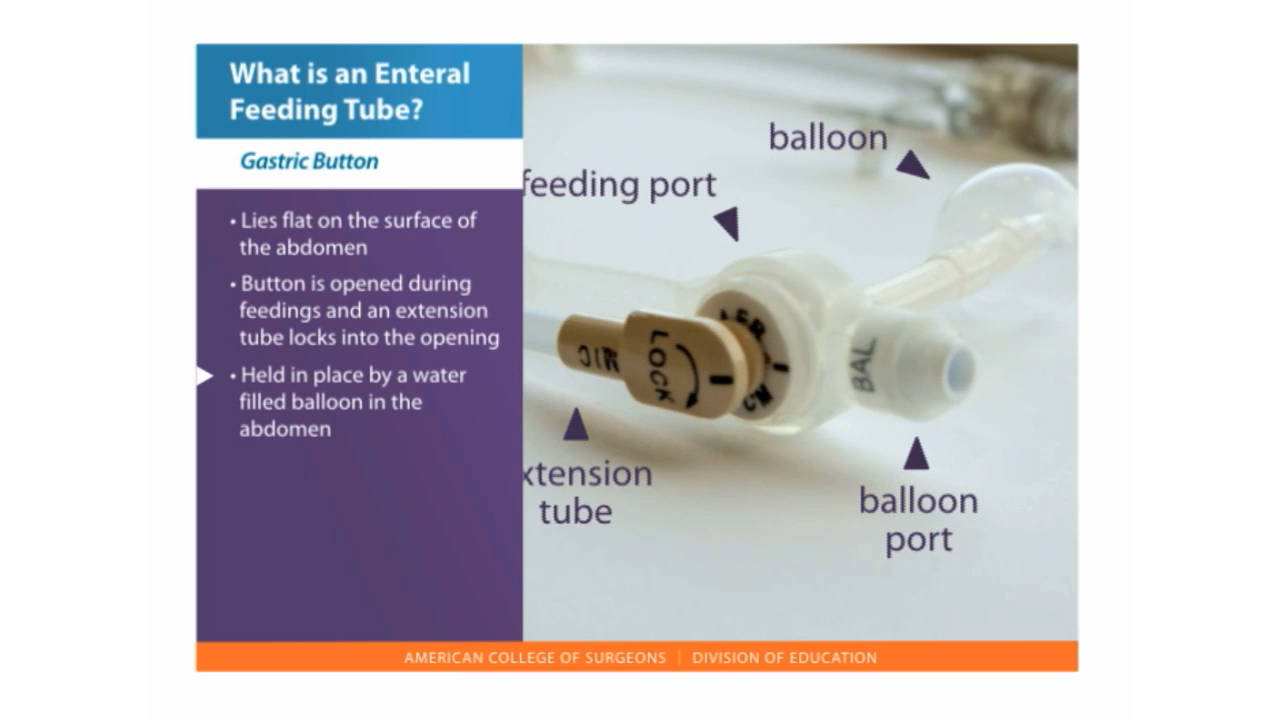 What is an Enteral
Feeding Tube?
Gastric Button
• Lies flat on the surface of
the abdomen
• Button is opened during
feedings and an extension
tube locks into the opening
• Held in place by a water
filled balloon in the
abdomen
balloon
feeding port
LOCK
MIC
BAL
xtension
tube
balloon
port
AMERICAN COLLEGE OF SURGEONS | DIVISION OF EDUCATION